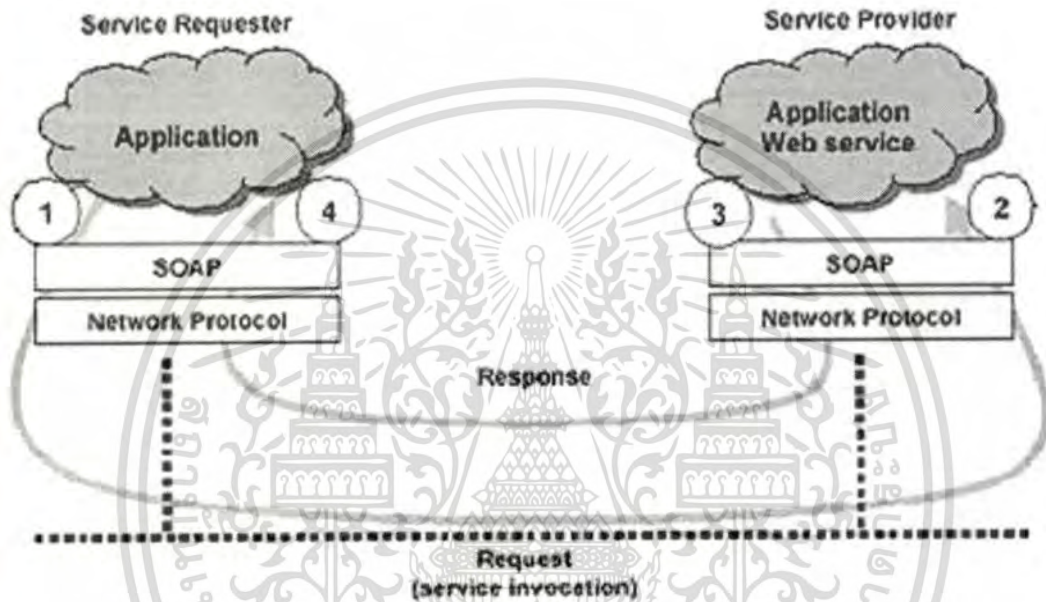 Service Requester
Service Provider
Application
Application
Web service
1
4
3
2
SOAP
SOAP
Network Protocol
Network Protocol
Response
Request
(service invocation)